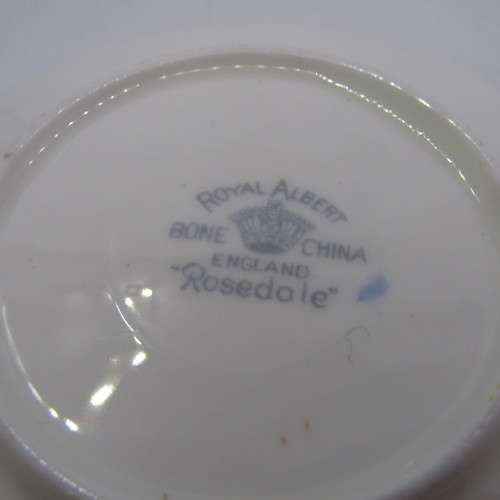 ROYAL ALBERT
BONE CHINA
ENGLAND
"Rosedale"